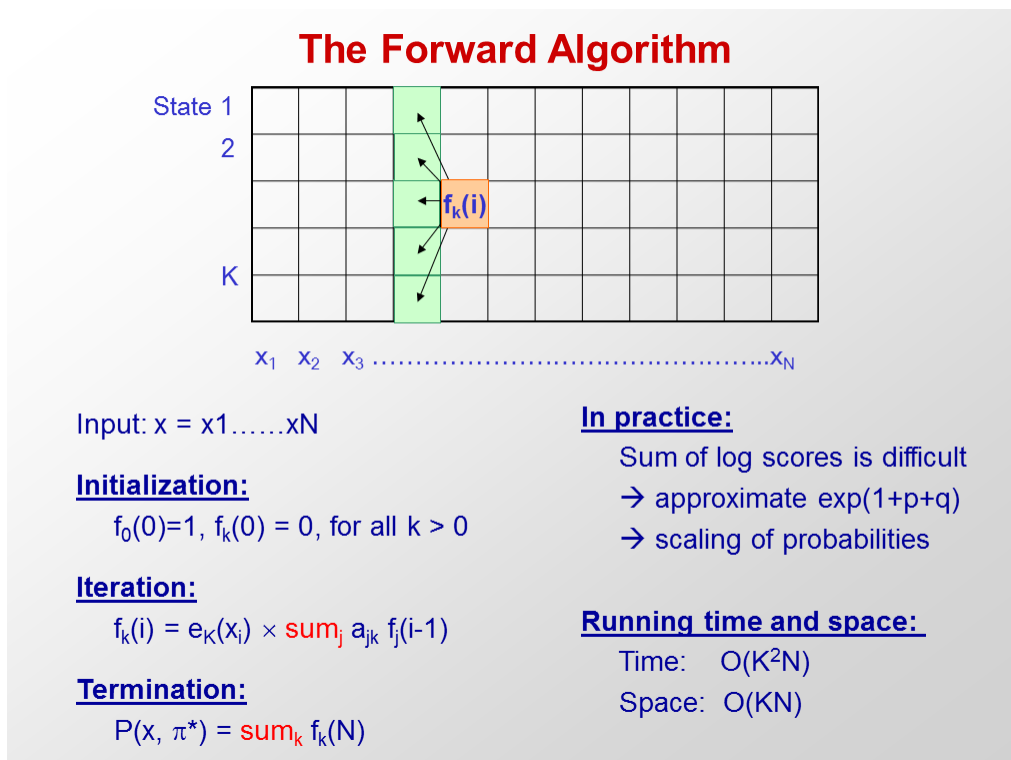 The Forward Algorithm
State 1
2
fₖ(i)
K
x₁ x₂ x₃ ………………………………………..x_N
Input: x = x1……xN
Initialization:
f₀(0)=1, fₖ(0) = 0, for all k > 0
Iteration:
fₖ(i) = e_K(xᵢ) × sumⱼ aⱼₖ fⱼ(i-1)
Termination:
P(x, π*) = sumₖ fₖ(N)
In practice:
Sum of log scores is difficult
→ approximate exp(1+p+q)
→ scaling of probabilities
Running time and space:
Time: O(K²N)
Space: O(KN)